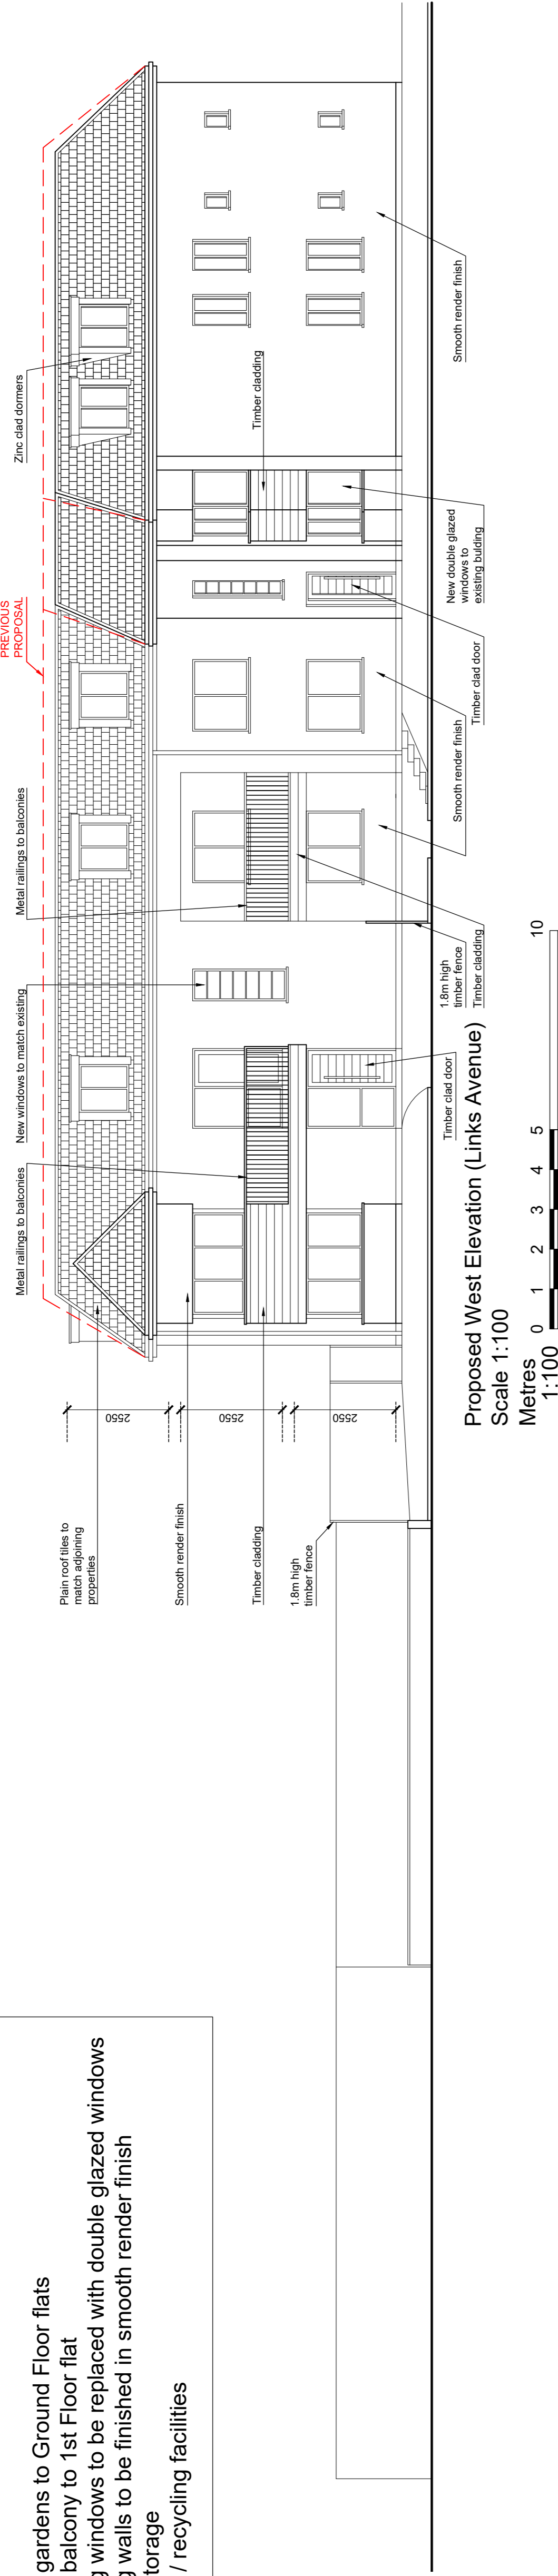 gardens to Ground Floor flats
balcony to 1st Floor flat
windows to be replaced with double glazed windows
walls to be finished in smooth render finish
torage
/ recycling facilities
Plain roof tiles to
match adjoining
properties
Smooth render finish
Timber cladding
1.8m high
timber fence
2550
2550
2550
Metal railings to balconies
New windows to match existing
Metal railings to balconies
PREVIOUS
PROPOSAL
Zinc clad dormers
Timber cladding
Timber clad door
1.8m high
timber fence
Timber cladding
Smooth render finish
Timber clad door
New double glazed
windows to
existing bulding
Smooth render finish
Proposed West Elevation (Links Avenue)
Scale 1:100
Metres
1:100
0 1 2 3 4 5 10